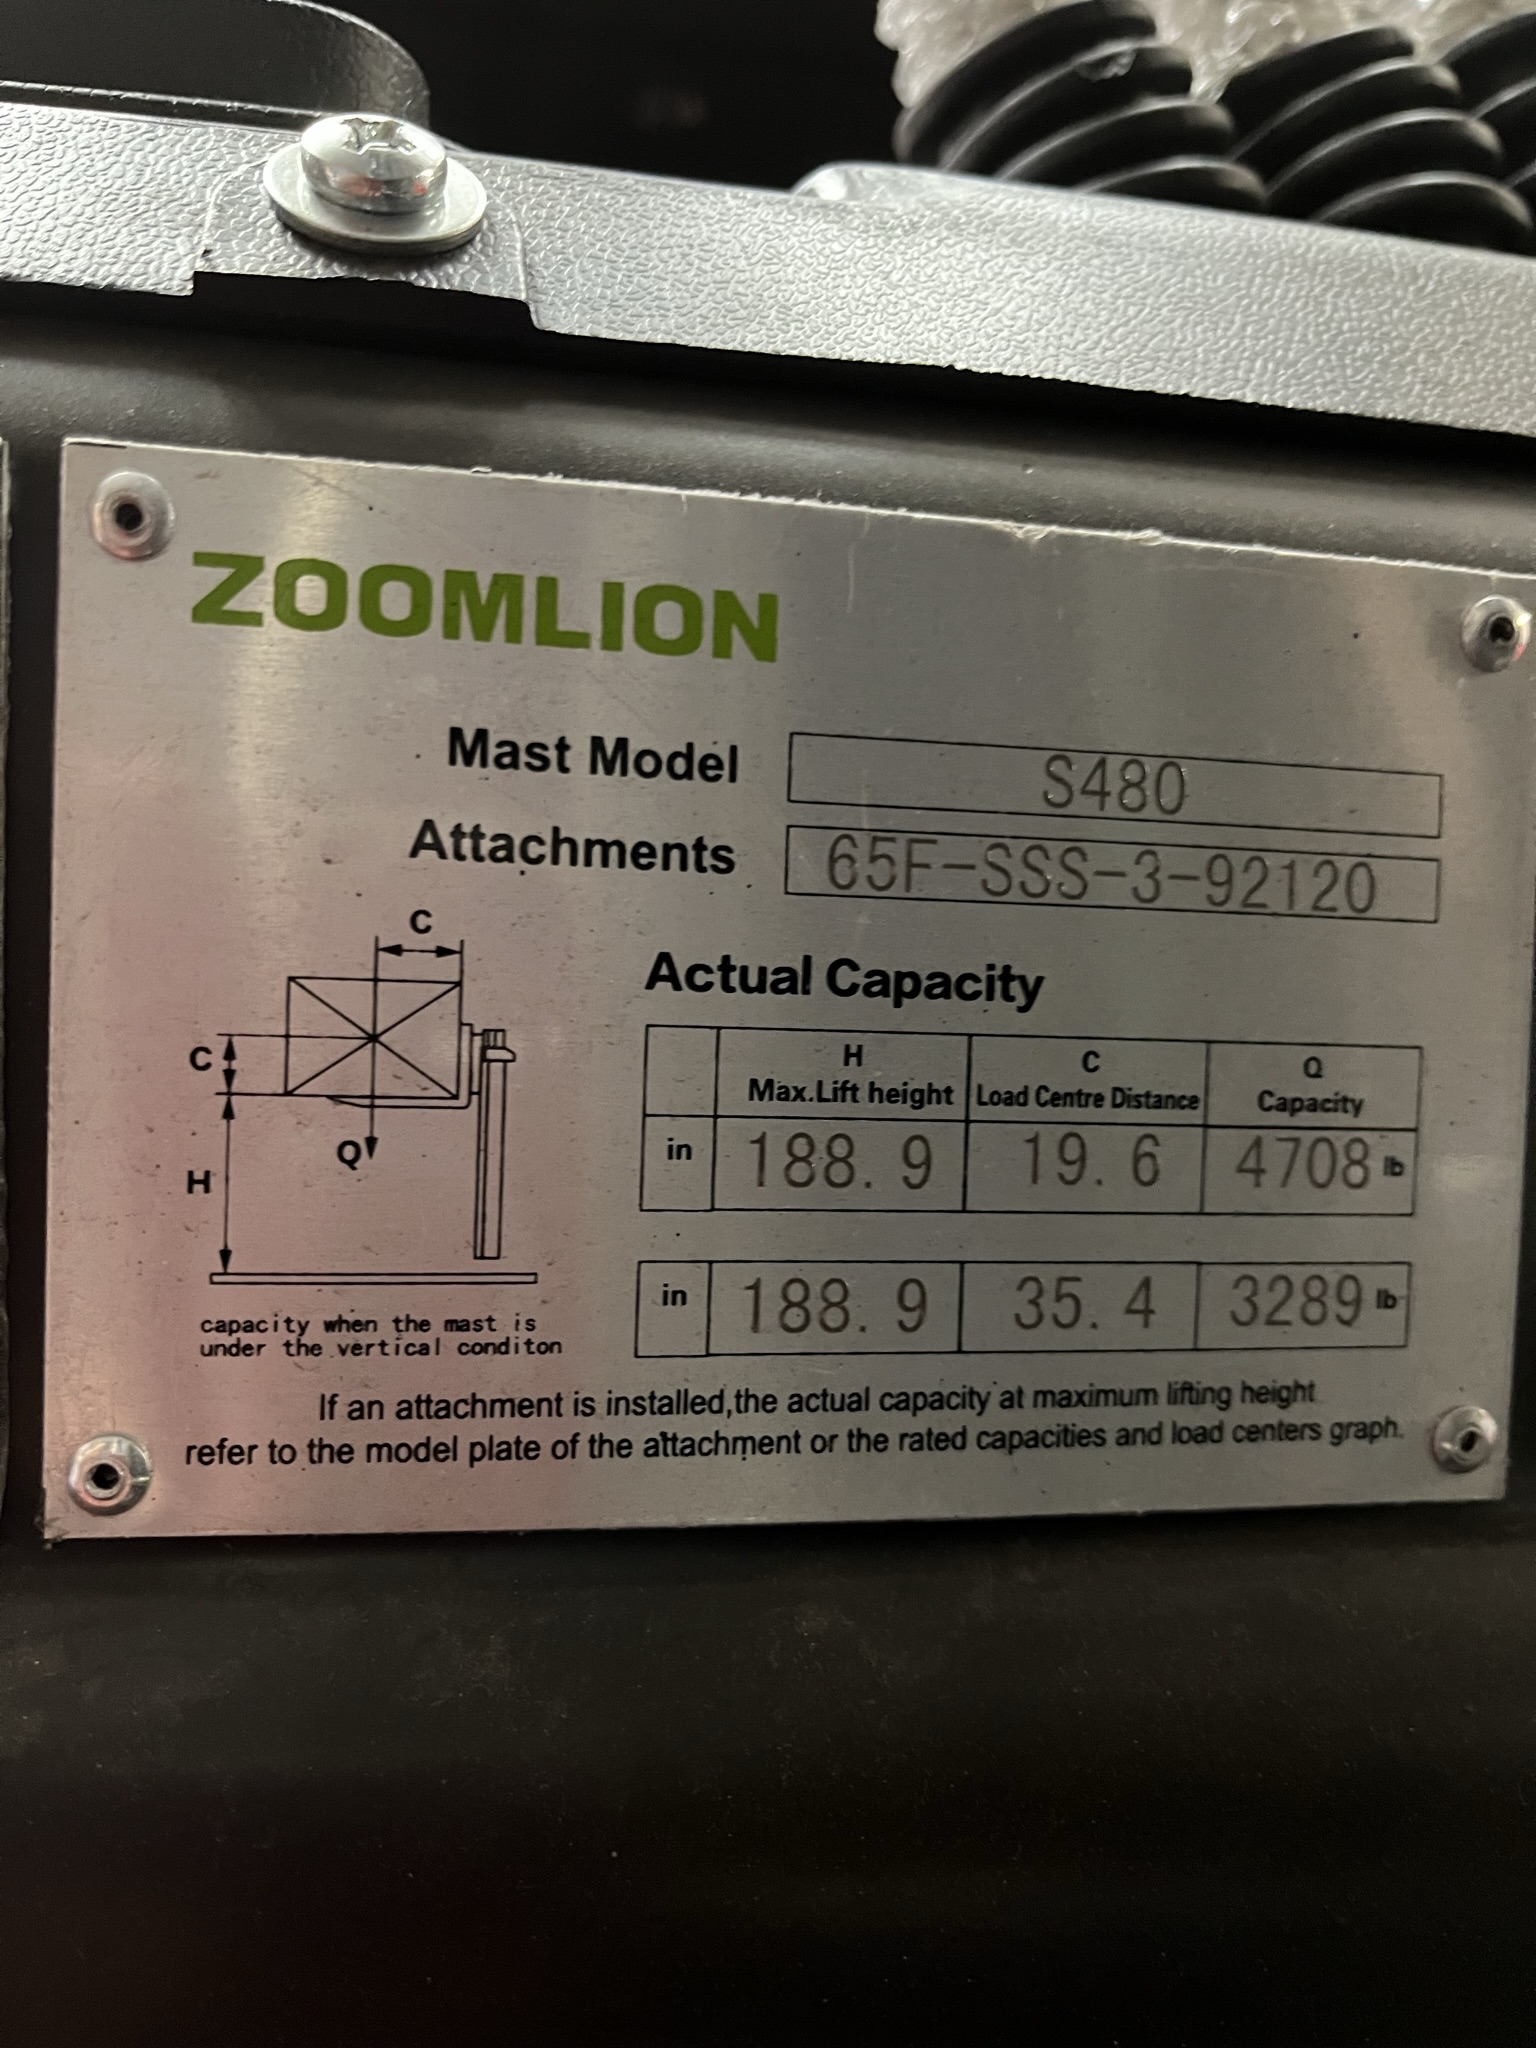 ZOOMLION
Mast Model S480
Attachments 65F-SSS-3-92120
C
C
Q
H
capacity when the mast is
under the vertical conditon
Actual Capacity
H C Q
Max.Lift height Load Centre Distance Capacity
in 188.9 19.6 4708 lb
in 188.9 35.4 3289 lb
If an attachment is installed,the actual capacity at maximum lifting height
refer to the model plate of the attachment or the rated capacities and load centers graph.